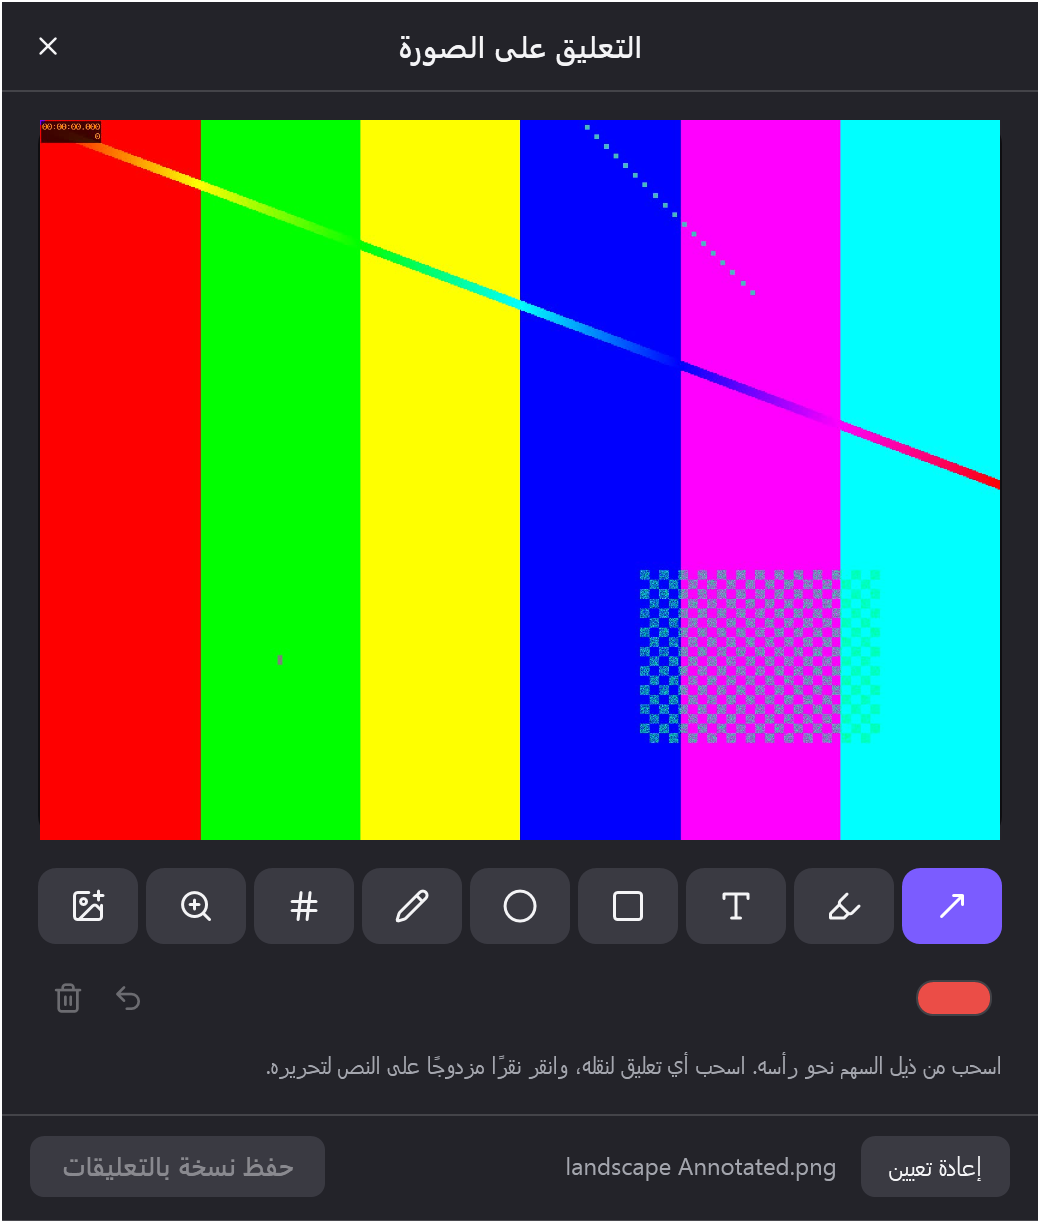 التعليق على الصورة
00:00:00.000
0
اسحب من ذيل السهم نحو رأسه. اسحب أي تعليق لنقله، وانقر نقرًا مزدوجًا على النص لتحريره.
إعادة تعيين
landscape Annotated.png
حفظ نسخة بالتعليقات